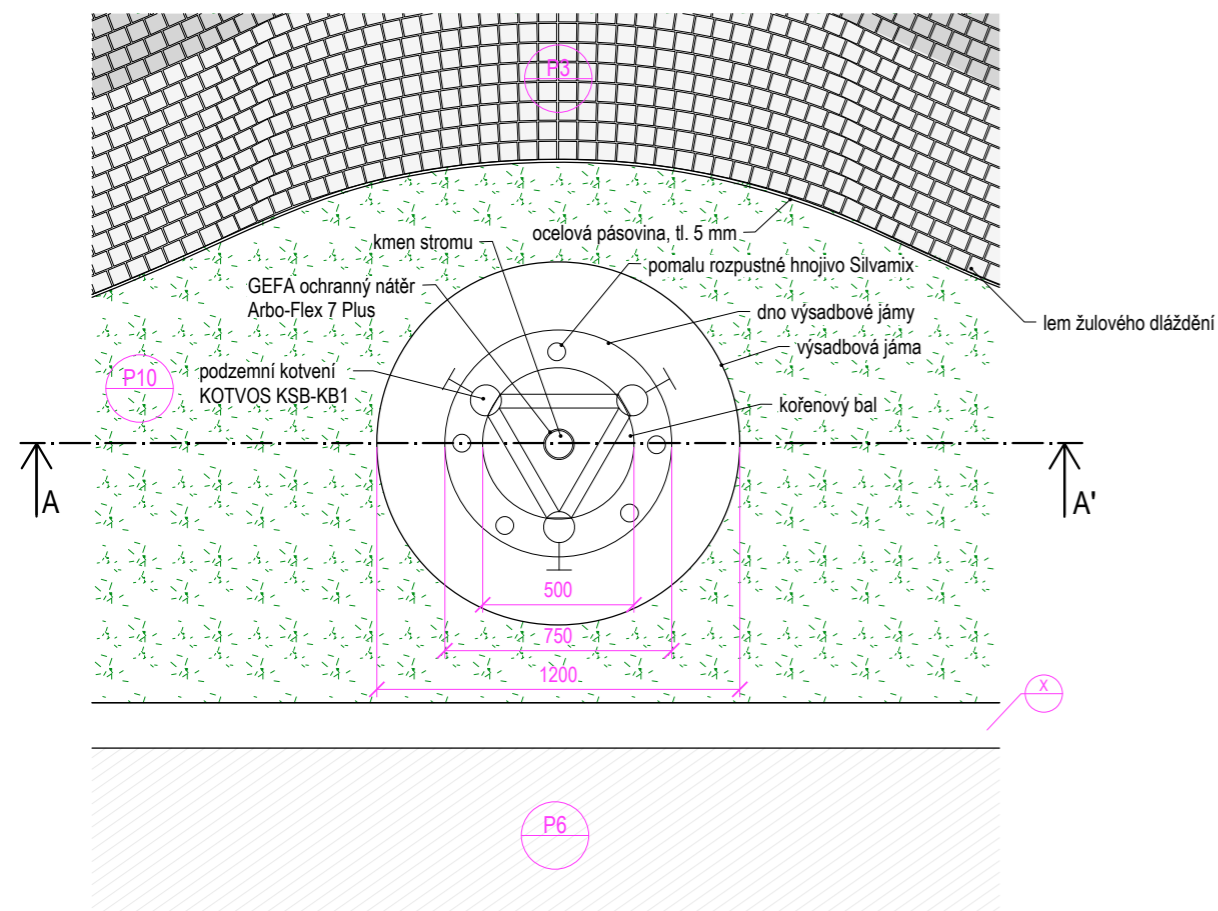 P3
kmen stromu
ocelová pásovina, tl. 5 mm
pomalu rozpustné hnojivo Silvamix
GEFA ochranný nátěr
Arbo-Flex 7 Plus
dno výsadbové jámy
lem žulového dláždění
výsadbová jáma
P10
podzemní kotvení
KOTVOS KSB-KB1
kořenový bal
A
A'
500
750
1200
x
P6